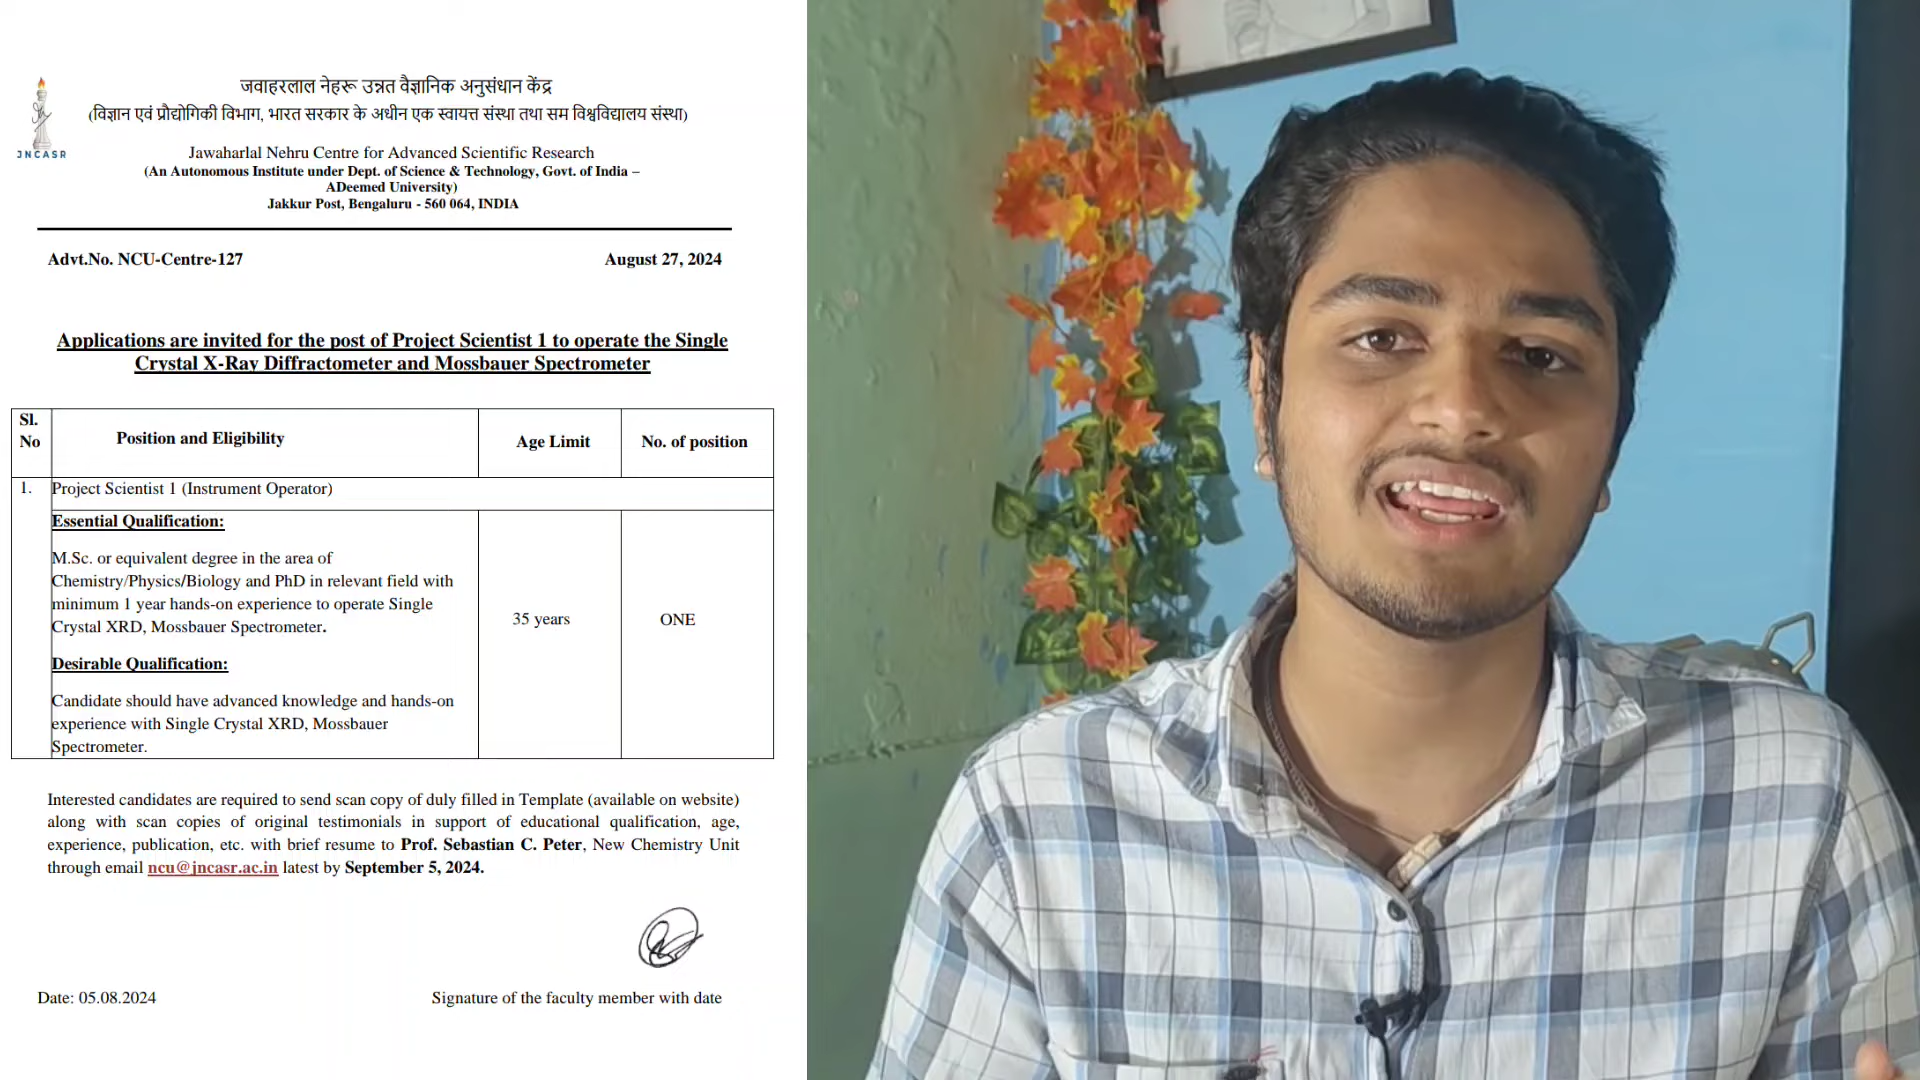 जवाहरलाल नेहरू उन्नत वैज्ञानिक अनुसंधान केंद्र
(विज्ञान एवं प्रौद्योगिकी विभाग, भारत सरकार के अधीन एक स्वायत्त संस्था तथा सम विश्वविद्यालय संस्था)
JNCASR
Jawaharlal Nehru Centre for Advanced Scientific Research
(An Autonomous Institute under Dept. of Science & Technology, Govt. of India –
ADeemed University)
Jakkur Post, Bengaluru - 560 064, INDIA
Advt.No. NCU-Centre-127 August 27, 2024
Applications are invited for the post of Project Scientist 1 to operate the Single
Crystal X-Ray Diffractometer and Mossbauer Spectrometer
Sl.
No
Position and Eligibility
Age Limit
No. of position
1.
Project Scientist 1 (Instrument Operator)
Essential Qualification:
M.Sc. or equivalent degree in the area of
Chemistry/Physics/Biology and PhD in relevant field with
minimum 1 year hands-on experience to operate Single
Crystal XRD, Mossbauer Spectrometer.
Desirable Qualification:
Candidate should have advanced knowledge and hands-on
experience with Single Crystal XRD, Mossbauer
Spectrometer.
35 years
ONE
Interested candidates are required to send scan copy of duly filled in Template (available on website)
along with scan copies of original testimonials in support of educational qualification, age,
experience, publication, etc. with brief resume to Prof. Sebastian C. Peter, New Chemistry Unit
through email ncu@jncasr.ac.in latest by September 5, 2024.
Date: 05.08.2024 Signature of the faculty member with date